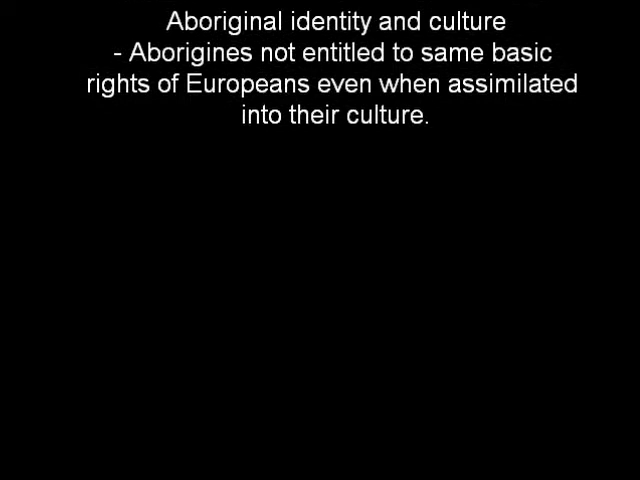 Aboriginal identity and culture
- Aborigines not entitled to same basic
rights of Europeans even when assimilated
into their culture.